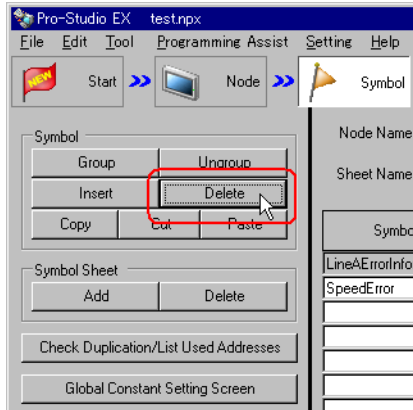 Pro-Studio EX test.npx
File Edit Tool Programming Assist Setting Help
NEW Start Node Symbol
Symbol
Group Ungroup
Insert Delete
Copy Cut Paste
Symbol Sheet
Add Delete
Check Duplication/List Used Addresses
Global Constant Setting Screen
Node Name
Sheet Name
Symbo
LineAErrorInfo
SpeedError